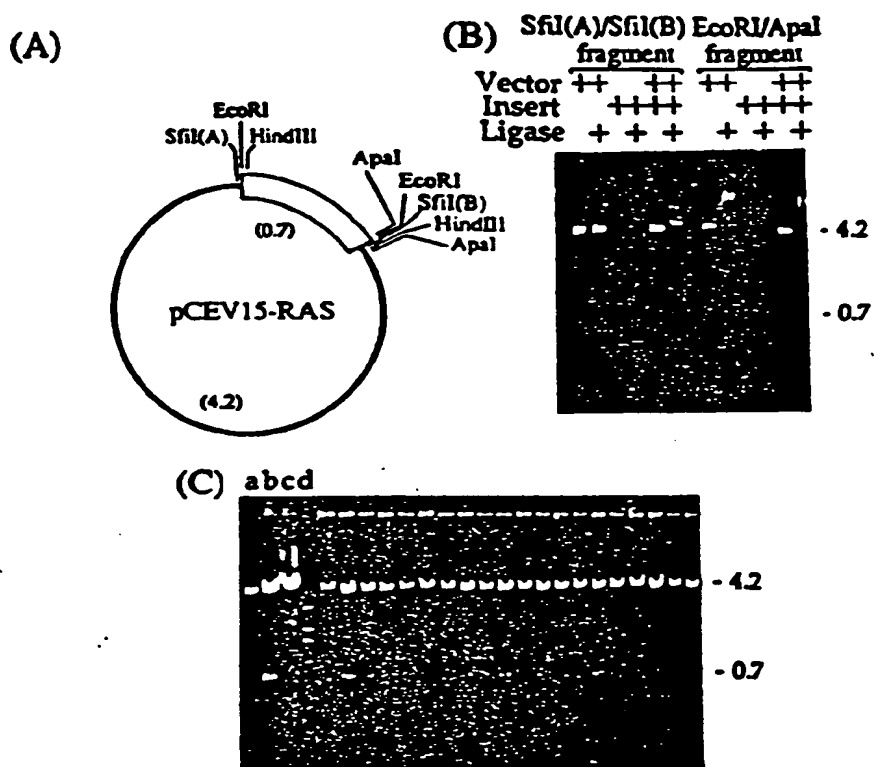 (A)
EcoRI
SfiI(A)
HindIII
ApaI
EcoRI
SfiI(B)
HindIII
ApaI
(0.7)
pCEV15-RAS
(4.2)
(B)
SfiI(A)/SfiI(B) EcoRI/ApaI
fragment fragment
Vector ++ ++ ++ ++
Insert ++++ ++++
Ligase + + + + + +
- 4.2
- 0.7
(C) abcd
- 4.2
- 0.7